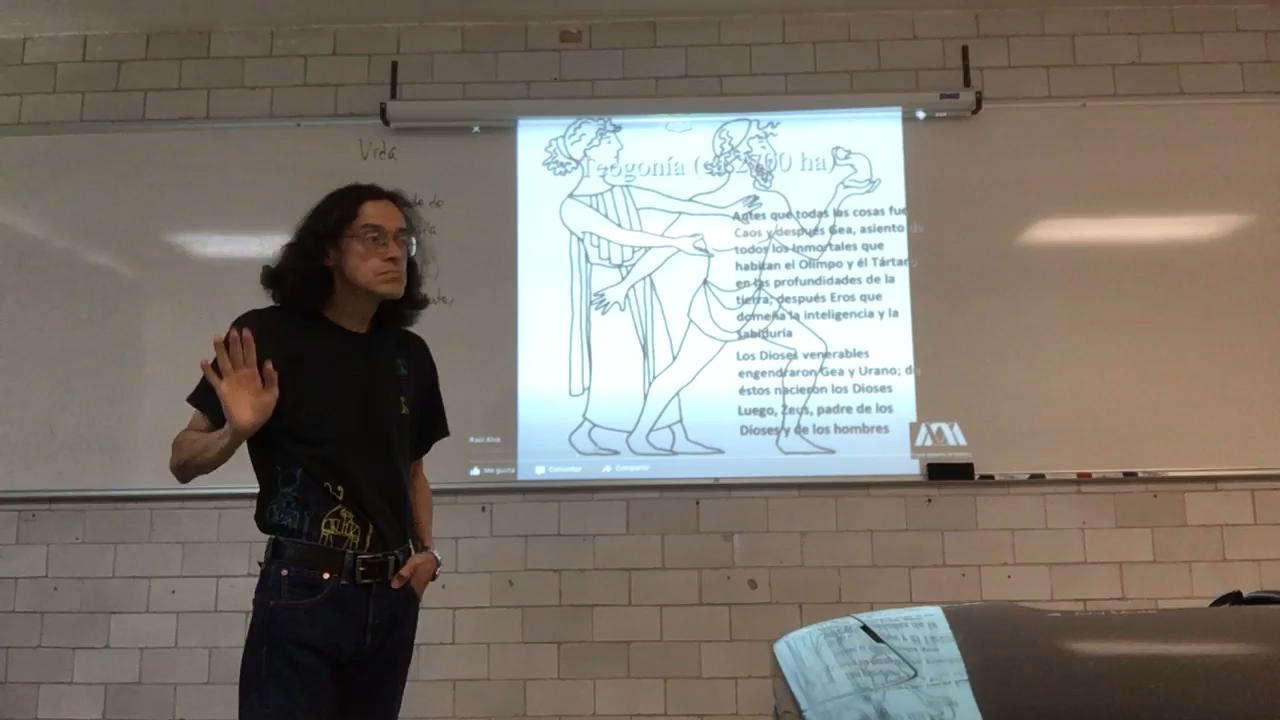 Vida
Teogonía (ca 2700 ha)
Antes que todas las cosas fue
Caos y después Gea, asiento de
todos los Inmortales que
habitan el Olimpo y él Tártaro
en las profundidades de la
tierra; después Eros que
domeña la inteligencia y la
sabiduría
Los Dioses venerables
engendraron Gea y Urano; de
éstos nacieron los Dioses
Luego, Zeus, padre de los
Dioses y de los hombres
Raúl Alva
Me gusta Comentar Compartir